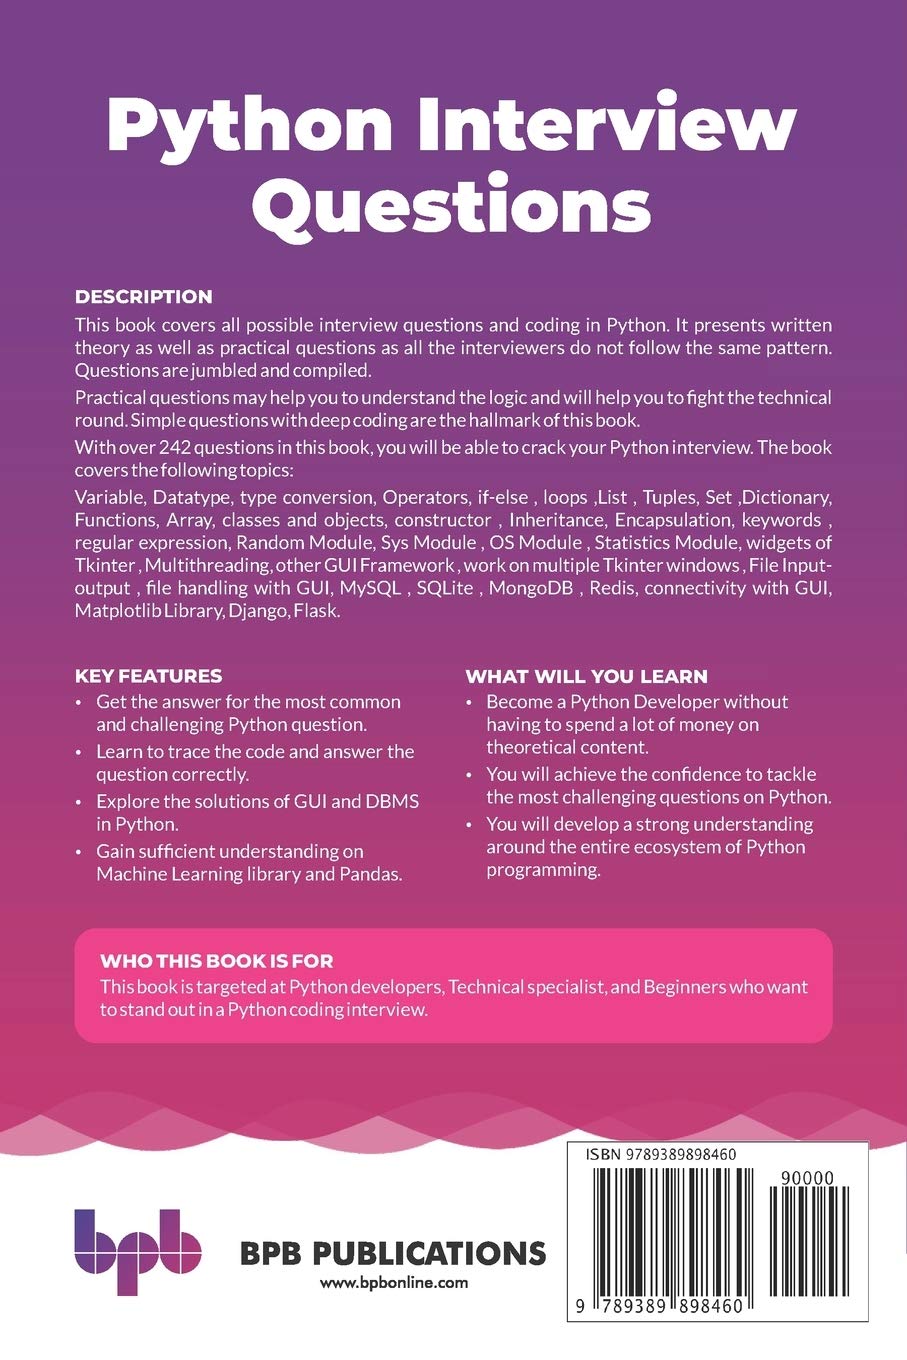 Python Interview
Questions
DESCRIPTION
This book covers all possible interview questions and coding in Python. It presents written
theory as well as practical questions as all the interviewers do not follow the same pattern.
Questions are jumbled and compiled.
Practical questions may help you to understand the logic and will help you to fight the technical
round. Simple questions with deep coding are the hallmark of this book.
With over 242 questions in this book, you will be able to crack your Python interview. The book
covers the following topics:
Variable, Datatype, type conversion, Operators, if-else , loops ,List , Tuples, Set ,Dictionary,
Functions, Array, classes and objects, constructor , Inheritance, Encapsulation, keywords ,
regular expression, Random Module, Sys Module , OS Module , Statistics Module, widgets of
Tkinter , Multithreading, other GUI Framework , work on multiple Tkinter windows , File Input-
output , file handling with GUI, MySQL , SQLite , MongoDB , Redis, connectivity with GUI,
Matplotlib Library, Django, Flask.
KEY FEATURES
• Get the answer for the most common
and challenging Python question.
• Learn to trace the code and answer the
question correctly.
• Explore the solutions of GUI and DBMS
in Python.
• Gain sufficient understanding on
Machine Learning library and Pandas.
WHAT WILL YOU LEARN
• Become a Python Developer without
having to spend a lot of money on
theoretical content.
• You will achieve the confidence to tackle
the most challenging questions on Python.
• You will develop a strong understanding
around the entire ecosystem of Python
programming.
WHO THIS BOOK IS FOR
This book is targeted at Python developers, Technical specialist, and Beginners who want
to stand out in a Python coding interview.
bpb
BPB PUBLICATIONS
www.bpbonline.com
ISBN 9789389898460
90000
9 789389 898460